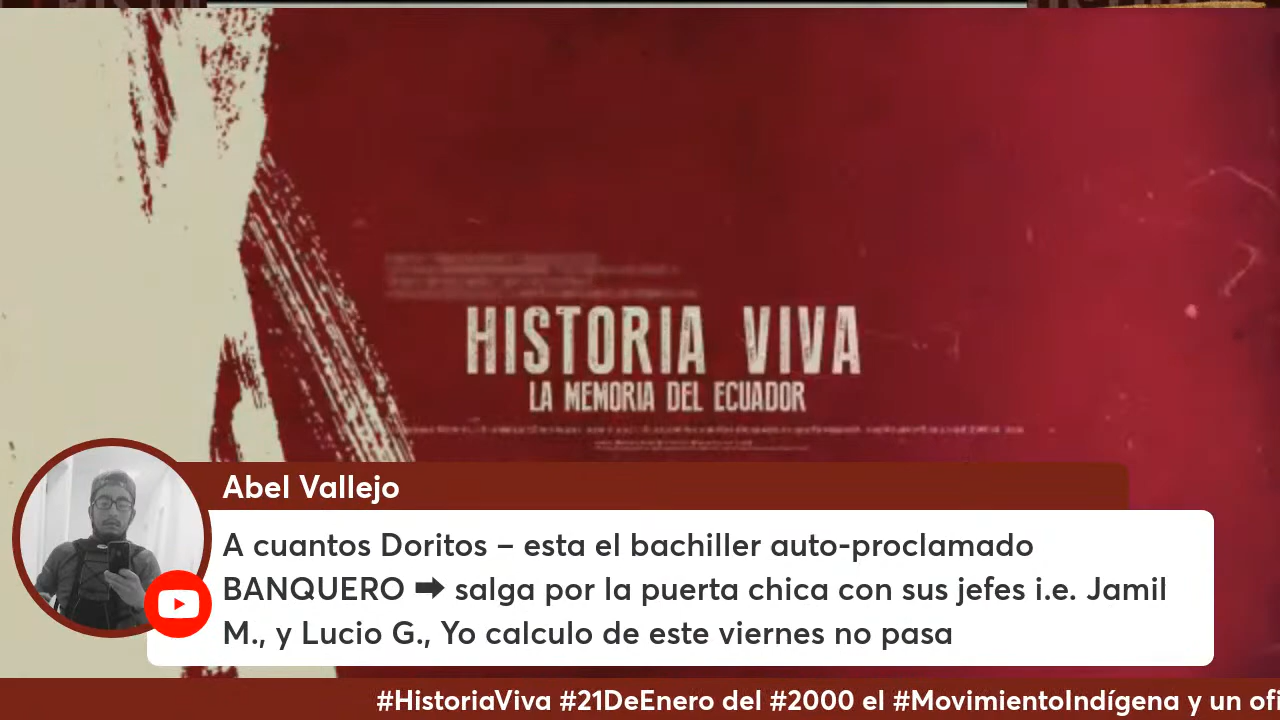 HISTORIA VIVA
LA MEMORIA DEL ECUADOR
Abel Vallejo
A cuantos Doritos – esta el bachiller auto-proclamado
BANQUERO ➡ salga por la puerta chica con sus jefes i.e. Jamil
M., y Lucio G., Yo calculo de este viernes no pasa
#HistoriaViva #21DeEnero del #2000 el #MovimientoIndígena y un ofi